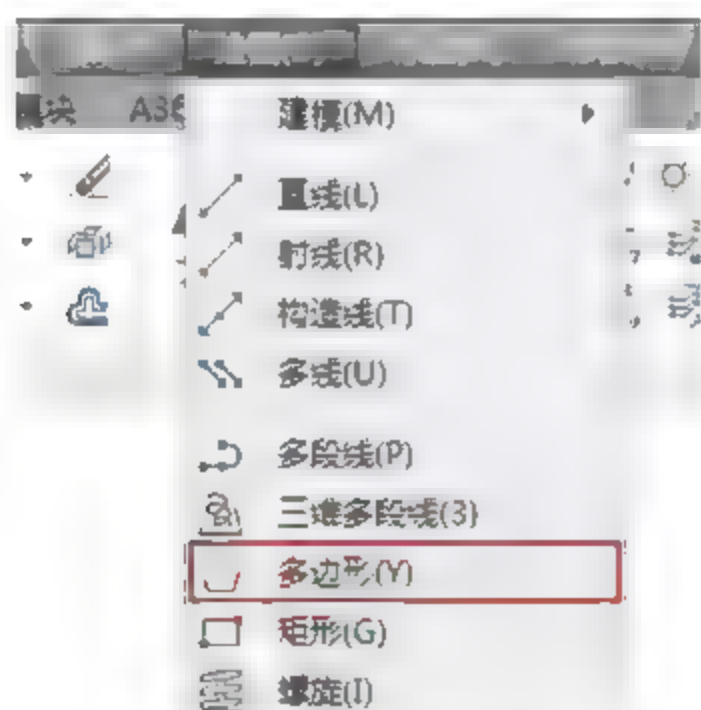 建模(M)
直线(L)
射线(R)
构造线(T)
多线(U)
多段线(P)
三维多段线(3)
多边形(Y)
矩形(G)
螺旋(I)